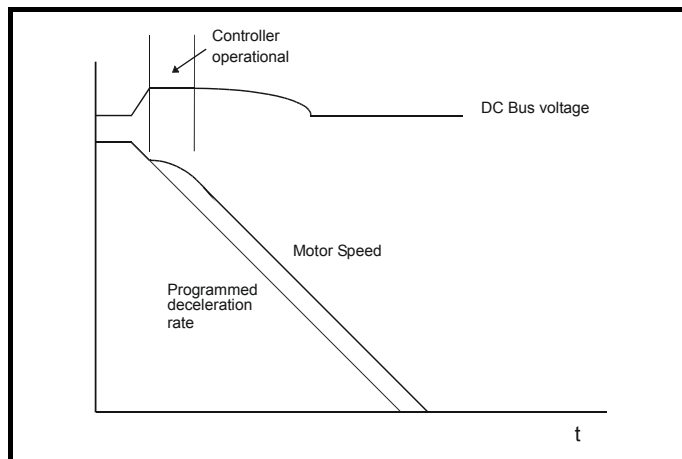 Controller
operational
DC Bus voltage
Motor Speed
Programmed
deceleration
rate
t